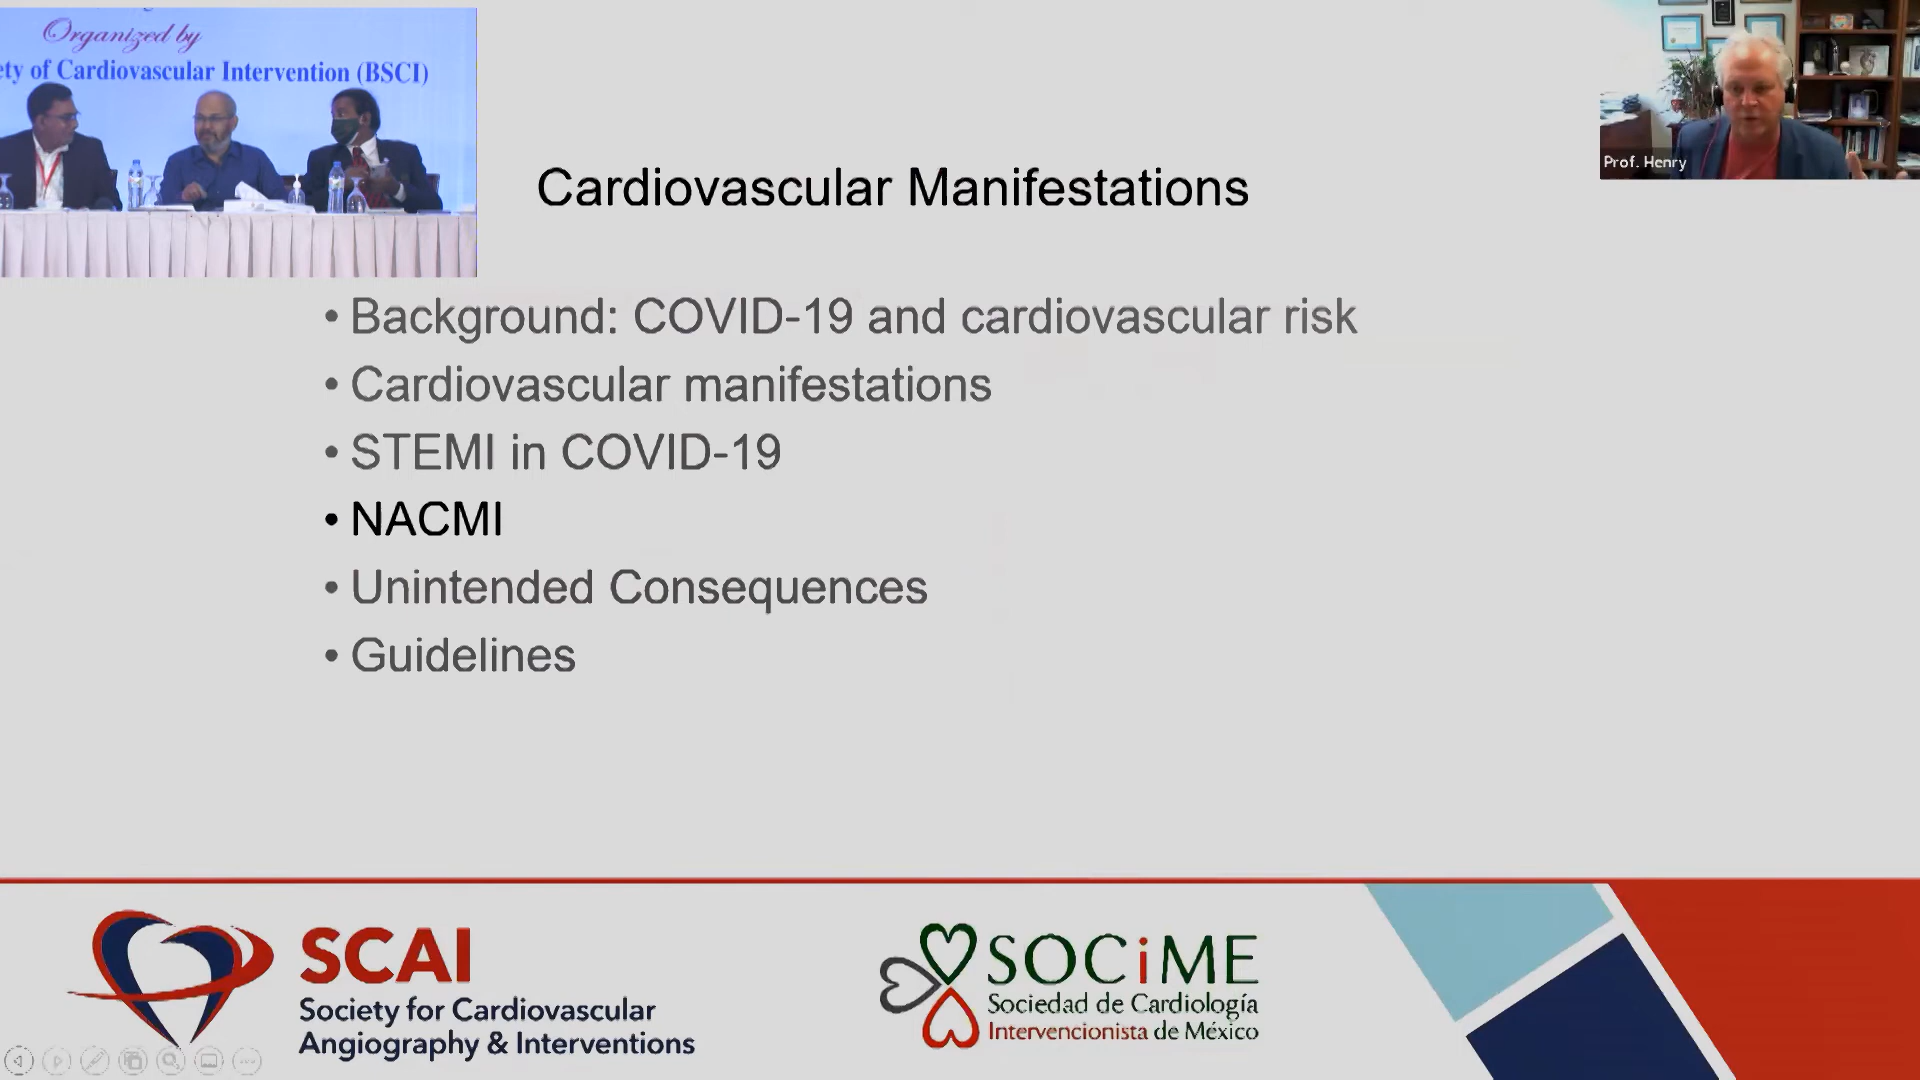 Organized by
ety of Cardiovascular Intervention (BSCI)
Prof. Henry
Cardiovascular Manifestations
• Background: COVID-19 and cardiovascular risk
• Cardiovascular manifestations
• STEMI in COVID-19
• NACMI
• Unintended Consequences
• Guidelines
SCAI
Society for Cardiovascular
Angiography & Interventions
SOCiME
Sociedad de Cardiología
Intervencionista de México